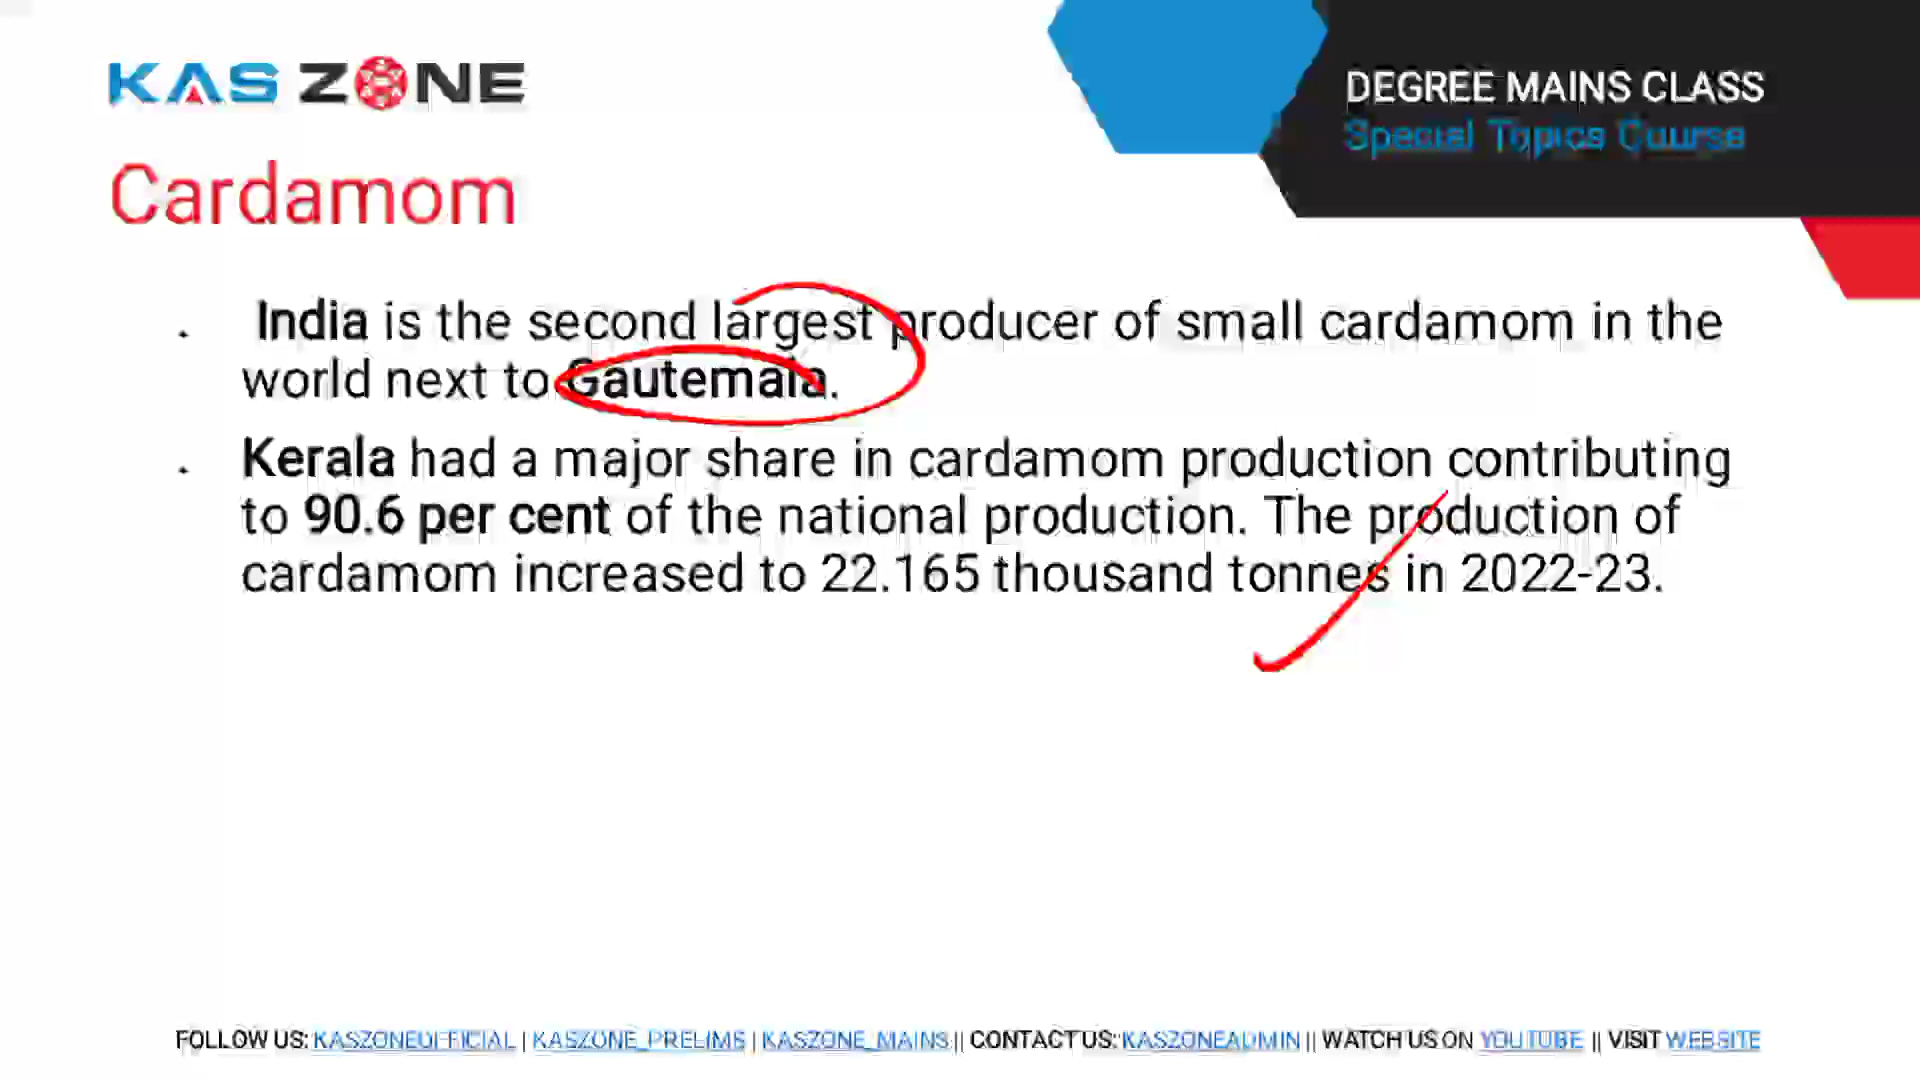 KAS ZONE
DEGREE MAINS CLASS
Special Topics Course
Cardamom
. India is the second largest producer of small cardamom in the
world next to Gautemala.
. Kerala had a major share in cardamom production contributing
to 90.6 per cent of the national production. The production of
cardamom increased to 22.165 thousand tonnes in 2022-23.
FOLLOW US: KASZONEOFFICIAL | KASZONE_PRELIMS | KASZONE_MAINS || CONTACT US: KASZONEADMIN || WATCH US ON YOUTUBE || VISIT WEBSITE